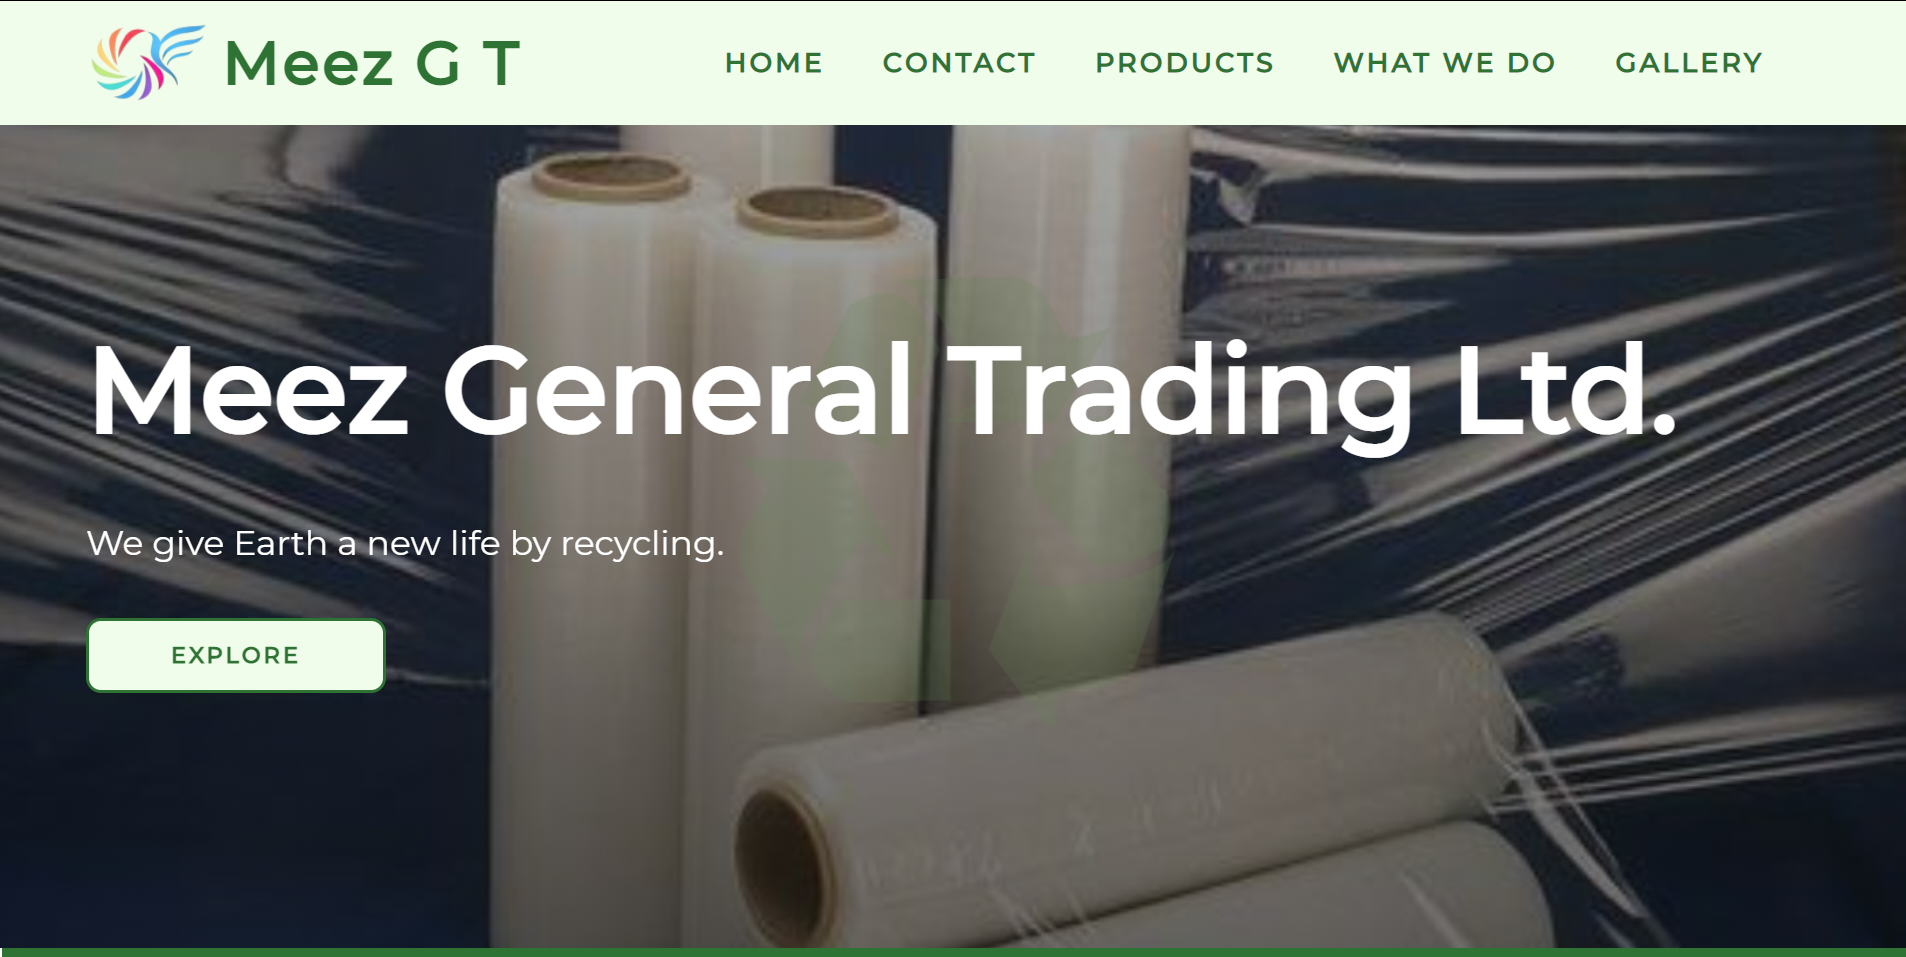 Meez G T
HOME CONTACT PRODUCTS WHAT WE DO GALLERY
Meez General Trading Ltd.
We give Earth a new life by recycling.
EXPLORE